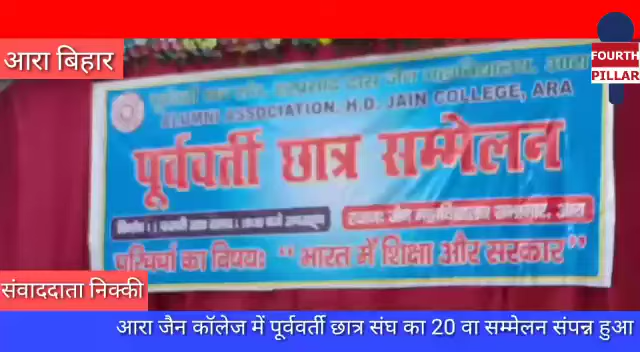 आरा बिहार
FOURTH
PILLAR
ALUMNI ASSOCIATION, H.D. JAIN COLLEGE, ARA
पूर्ववर्ती छात्र सम्मेलन
परिचर्चा का विषयः "भारत में शिक्षा और सरकार"
संवाददाता निक्की
आरा जैन कॉलेज में पूर्ववर्ती छात्र संघ का 20 वा सम्मेलन संपन्न हुआ